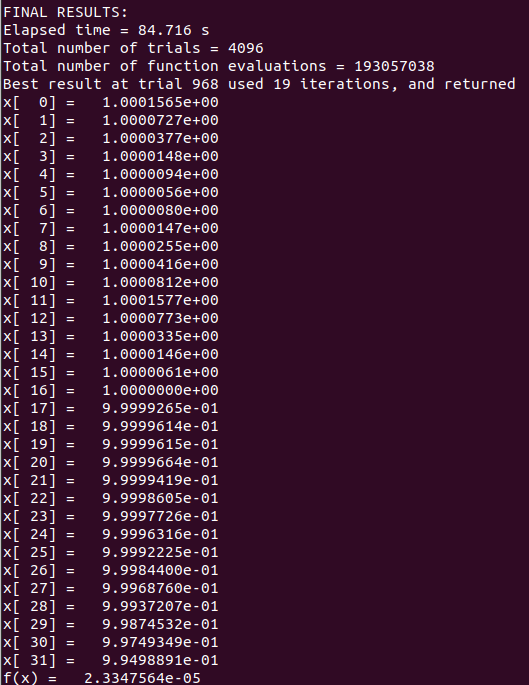 FINAL RESULTS:
Elapsed time = 84.716 s
Total number of trials = 4096
Total number of function evaluations = 193057038
Best result at trial 968 used 19 iterations, and returned
x[  0] =   1.0001565e+00
x[  1] =   1.0000727e+00
x[  2] =   1.0000377e+00
x[  3] =   1.0000148e+00
x[  4] =   1.0000094e+00
x[  5] =   1.0000056e+00
x[  6] =   1.0000080e+00
x[  7] =   1.0000147e+00
x[  8] =   1.0000255e+00
x[  9] =   1.0000416e+00
x[ 10] =   1.0000812e+00
x[ 11] =   1.0001577e+00
x[ 12] =   1.0000773e+00
x[ 13] =   1.0000335e+00
x[ 14] =   1.0000146e+00
x[ 15] =   1.0000061e+00
x[ 16] =   1.0000000e+00
x[ 17] =   9.9999265e-01
x[ 18] =   9.9999614e-01
x[ 19] =   9.9999615e-01
x[ 20] =   9.9999664e-01
x[ 21] =   9.9999419e-01
x[ 22] =   9.9998605e-01
x[ 23] =   9.9997726e-01
x[ 24] =   9.9996316e-01
x[ 25] =   9.9992225e-01
x[ 26] =   9.9984400e-01
x[ 27] =   9.9968760e-01
x[ 28] =   9.9937207e-01
x[ 29] =   9.9874532e-01
x[ 30] =   9.9749349e-01
x[ 31] =   9.9498891e-01
f(x) =   2.3347564e-05